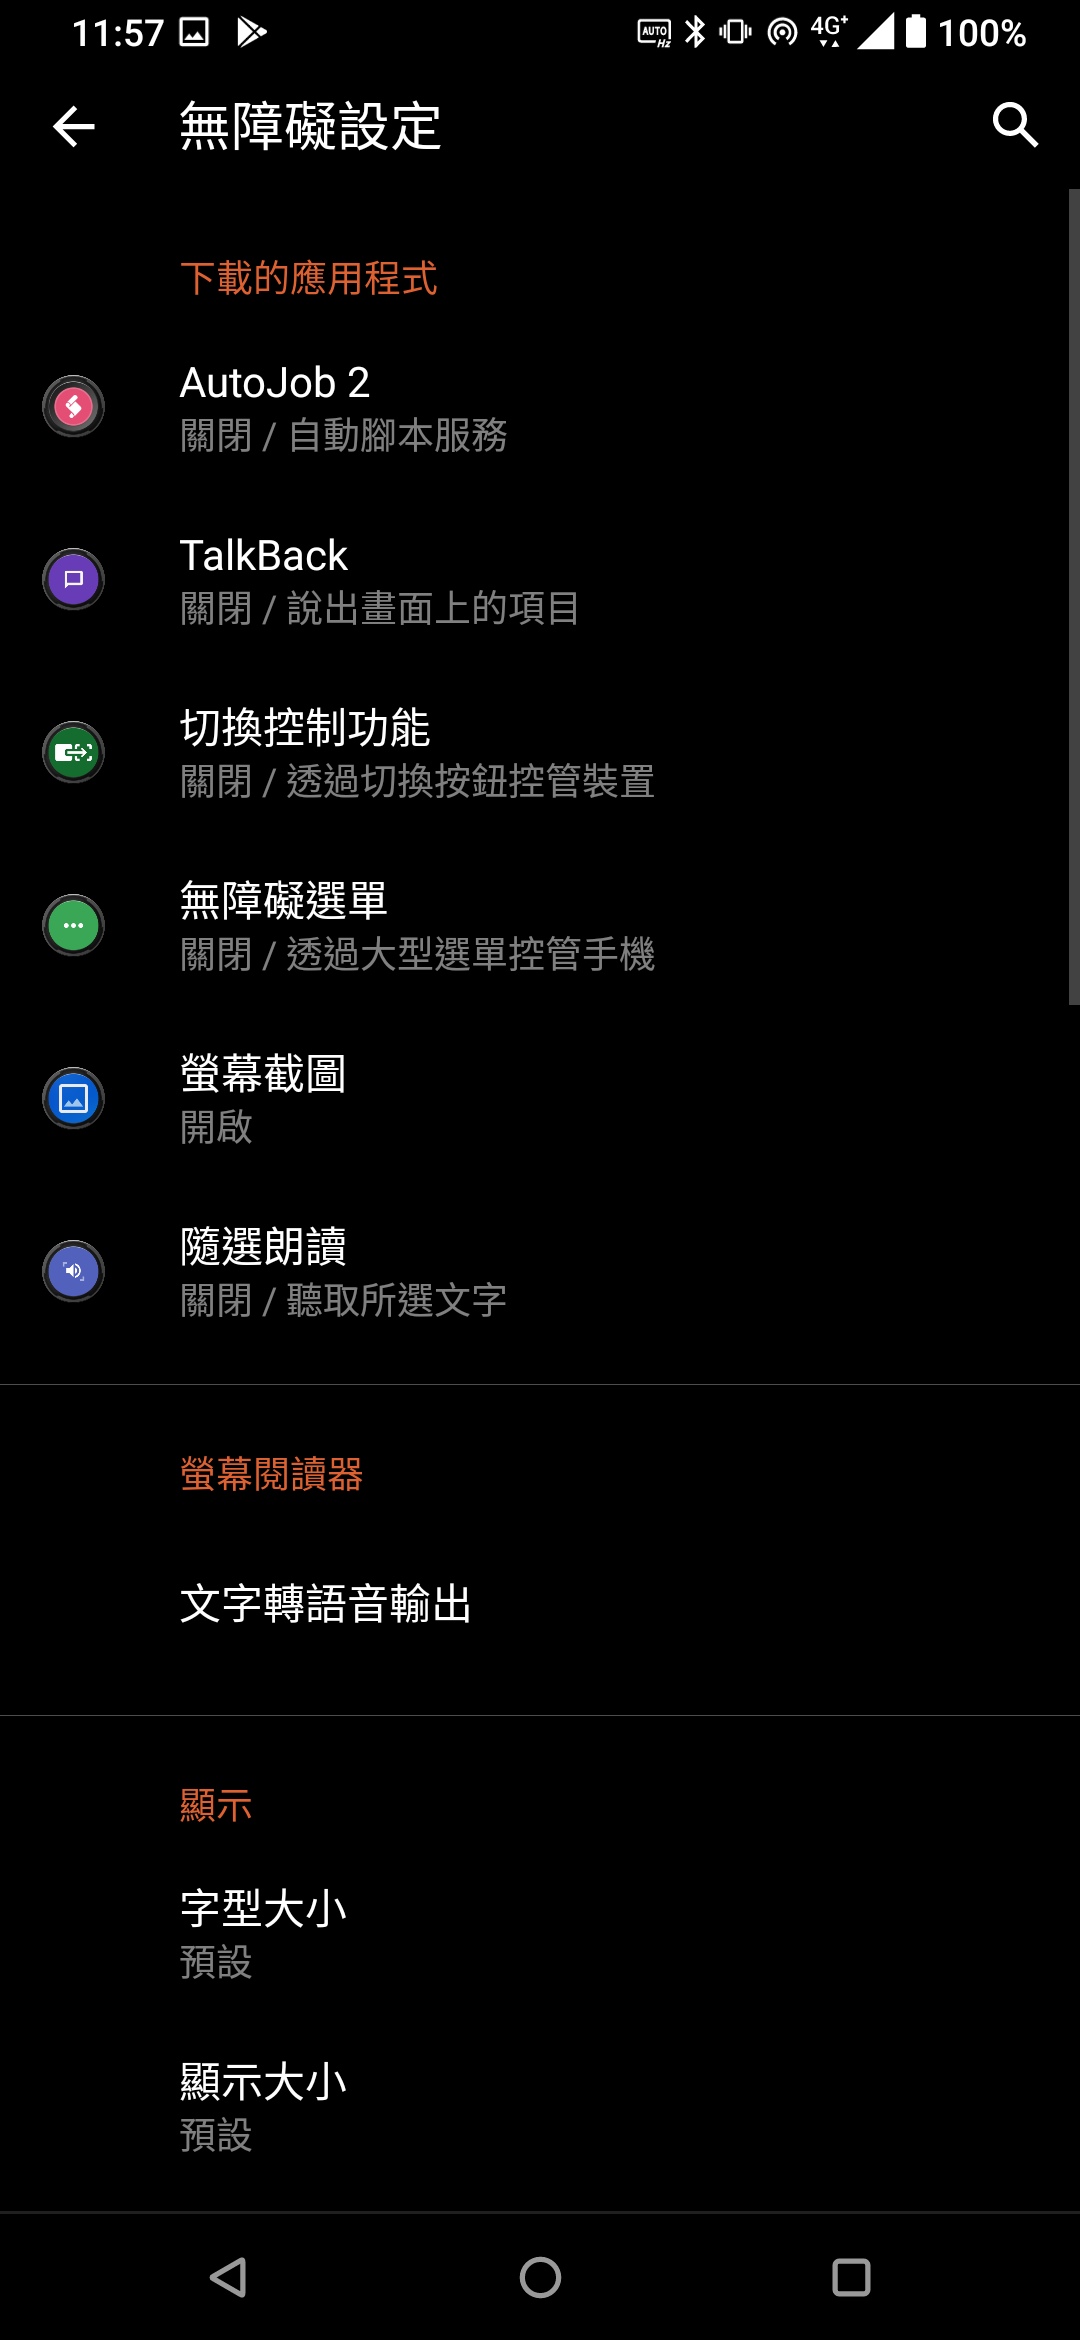 11:57 AUTO Hz 4G+ 100%
無障礙設定
下載的應用程式
AutoJob 2
關閉 / 自動腳本服務
TalkBack
關閉 / 說出畫面上的項目
切換控制功能
關閉 / 透過切換按鈕控管裝置
無障礙選單
關閉 / 透過大型選單控管手機
螢幕截圖
開啟
隨選朗讀
關閉 / 聽取所選文字
螢幕閱讀器
文字轉語音輸出
顯示
字型大小
預設
顯示大小
預設